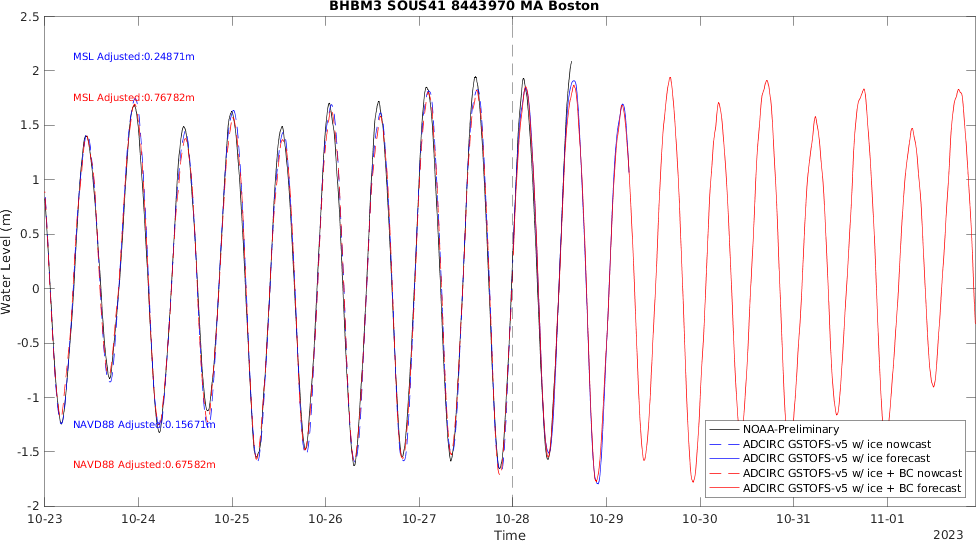 BHBM3 SOUS41 8443970 MA Boston
2.5
2
1.5
1
0.5
0
-0.5
-1
-1.5
-2
Water Level (m)
MSL Adjusted:0.24871m
MSL Adjusted:0.76782m
NAVD88 Adjusted:0.15671m
NAVD88 Adjusted:0.67582m
NOAA-Preliminary
ADCIRC GSTOFS-v5 w/ ice nowcast
ADCIRC GSTOFS-v5 w/ ice forecast
ADCIRC GSTOFS-v5 w/ ice + BC nowcast
ADCIRC GSTOFS-v5 w/ ice + BC forecast
10-23 10-24 10-25 10-26 10-27 10-28 10-29 10-30 10-31 11-01
Time
2023